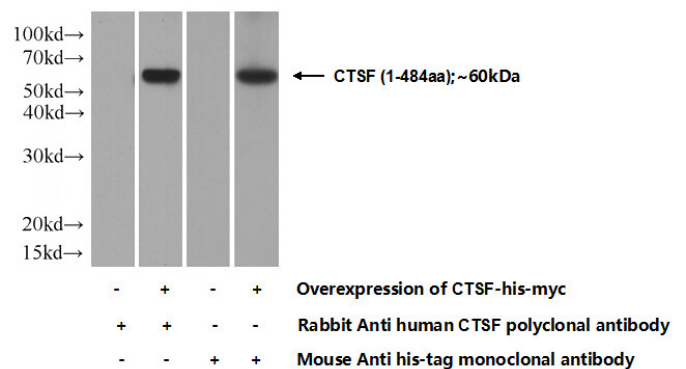 100kd→
70kd→
50kd→
40kd→
30kd→
20kd→
15kd→
← CTSF (1-484aa);~60kDa
- + - + Overexpression of CTSF-his-myc
+ + - - Rabbit Anti human CTSF polyclonal antibody
- - + + Mouse Anti his-tag monoclonal antibody